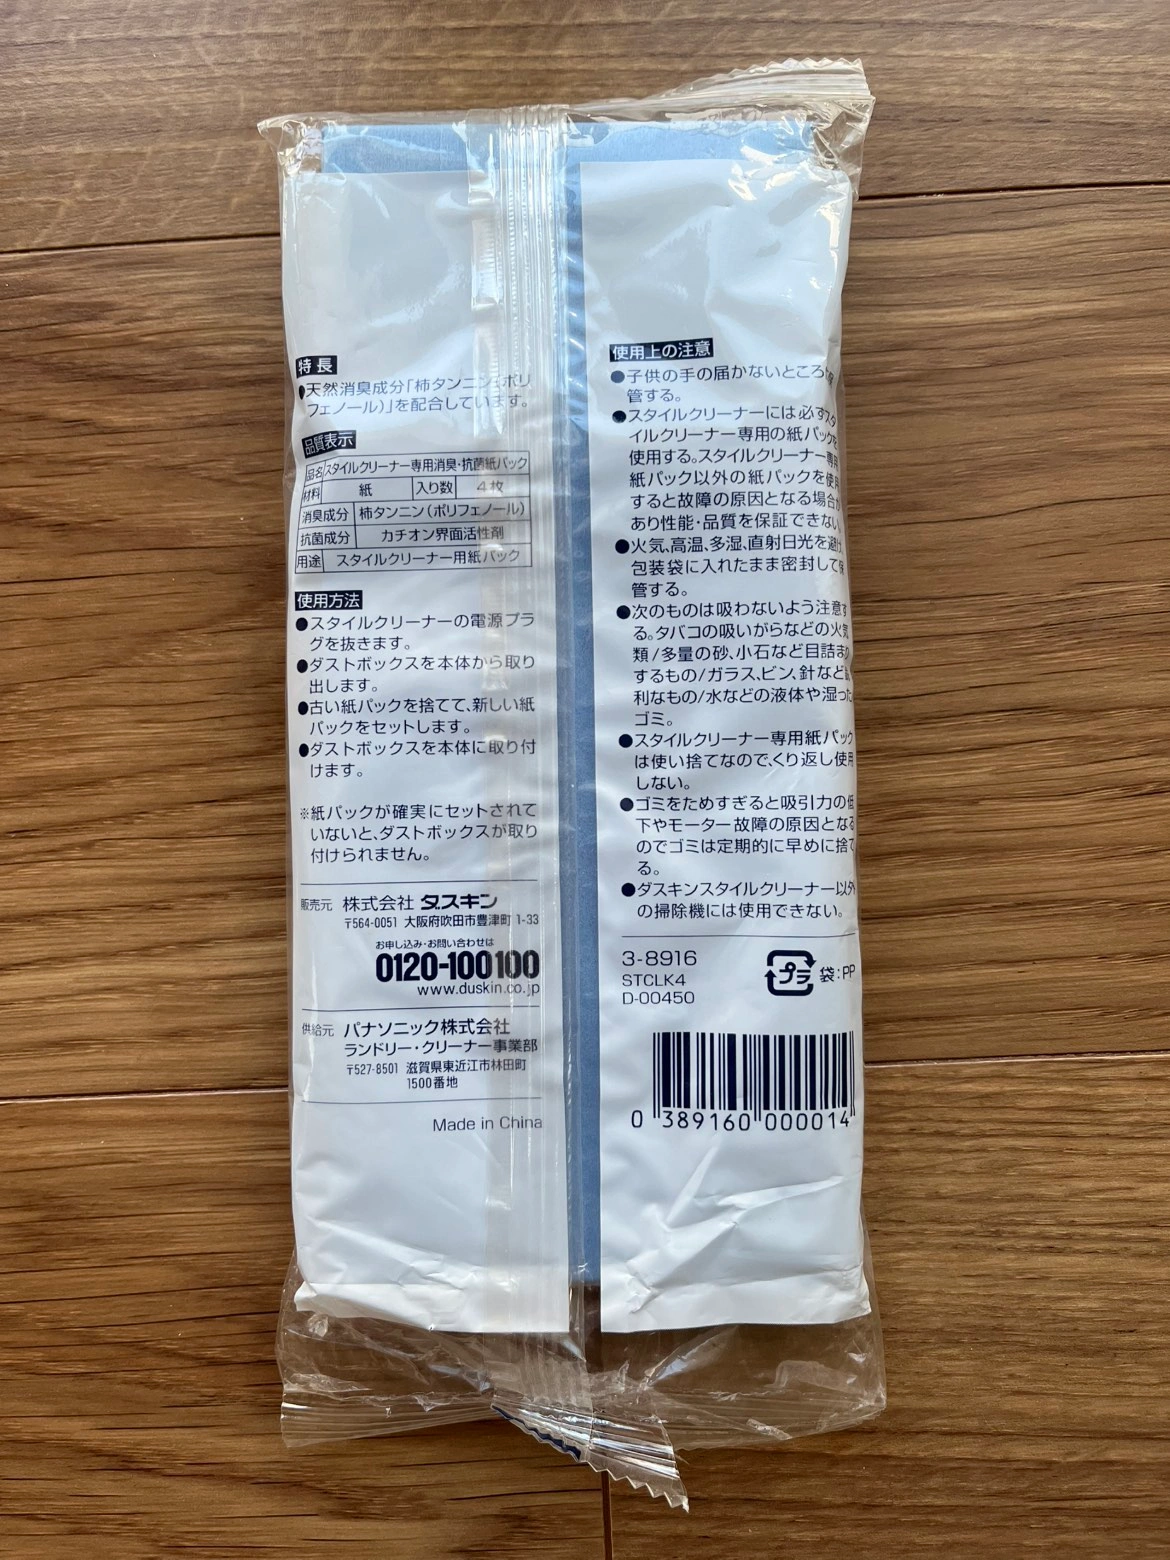 特長
●天然消臭成分「柿タンニン(ポリ
フェノール)」を配合しています。
品質表示
品名 スタイルクリーナー専用消臭・抗菌紙パック
材料 紙 入り数 4枚
消臭成分 柿タンニン(ポリフェノール)
抗菌成分 カチオン界面活性剤
用途 スタイルクリーナー用紙パック
使用方法
●スタイルクリーナーの電源プラ
グを抜きます。
●ダストボックスを本体から取り
出します。
●古い紙パックを捨てて、新しい紙
パックをセットします。
●ダストボックスを本体に取り付
けます。
※紙パックが確実にセットされて
いないと、ダストボックスが取り
付けられません。
販売元 株式会社 ダスキン
〒564-0051 大阪府吹田市豊津町 1-33
お申し込み・お問い合わせは
0120-100100
www.duskin.co.jp
供給元 パナソニック株式会社
ランドリー・クリーナー事業部
〒527-8501 滋賀県東近江市林田町
1500番地
Made in China
使用上の注意
●子供の手の届かないところ
管する。
●スタイルクリーナーには必ずスタ
イルクリーナー専用の紙パックを
使用する。スタイルクリーナー専用
紙パック以外の紙パックを使用
すると故障の原因となる場合が
あり性能・品質を保証できない。
●火気、高温、多湿、直射日光を避け、
包装袋に入れたまま密封して保
管する。
●次のものは吸わないよう注意す
る。タバコの吸いがらなどの火気
類/多量の砂、小石など目詰まり
するもの/ガラス、ビン、針など鋭
利なもの/水などの液体や湿った
ゴミ。
●スタイルクリーナー専用紙パック
は使い捨てなので、くり返し使用
しない。
●ゴミをためすぎると吸引力の低
下やモーター故障の原因となる
のでゴミは定期的に早めに捨て
る。
●ダスキンスタイルクリーナー以外
の掃除機には使用できない。
3-8916
STCLK4
D-00450
プラ 袋:PP
0 389160 000014